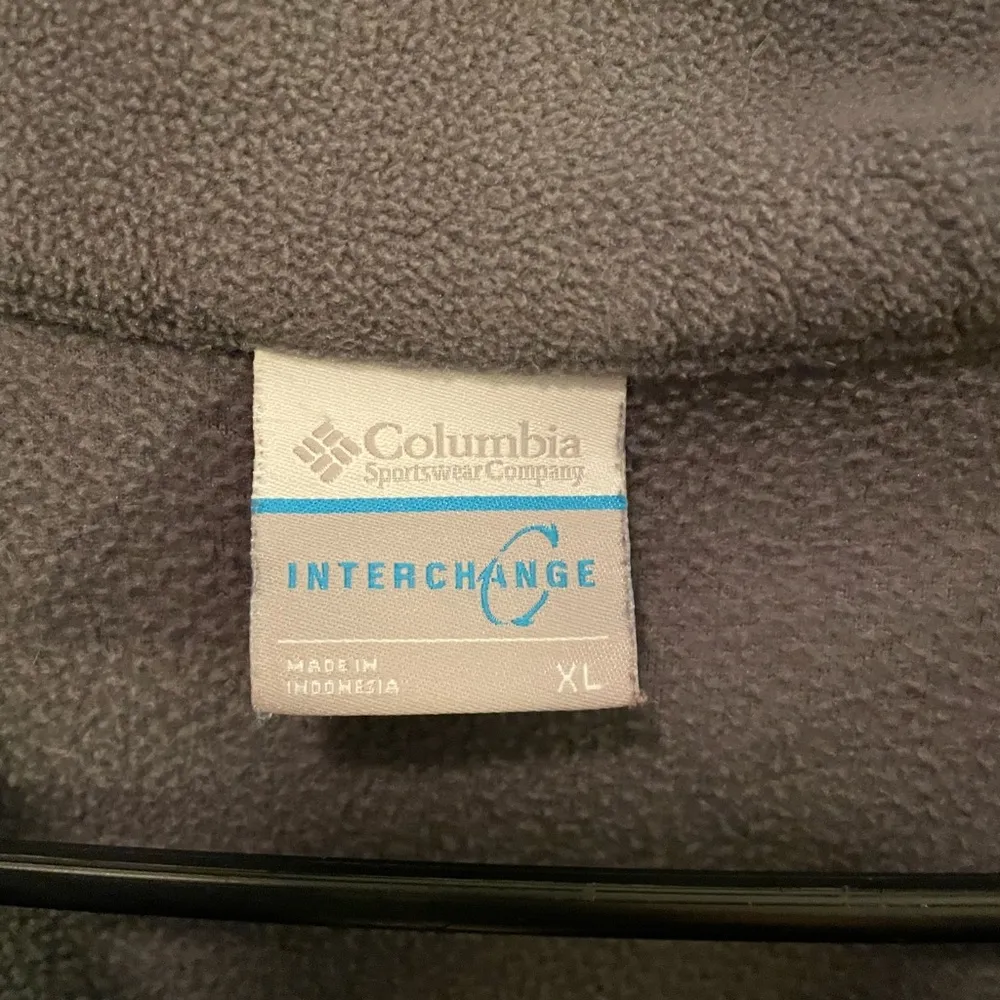 Columbia
Sportswear Company
INTERCHANGE
MADE IN
INDONESIA
XL